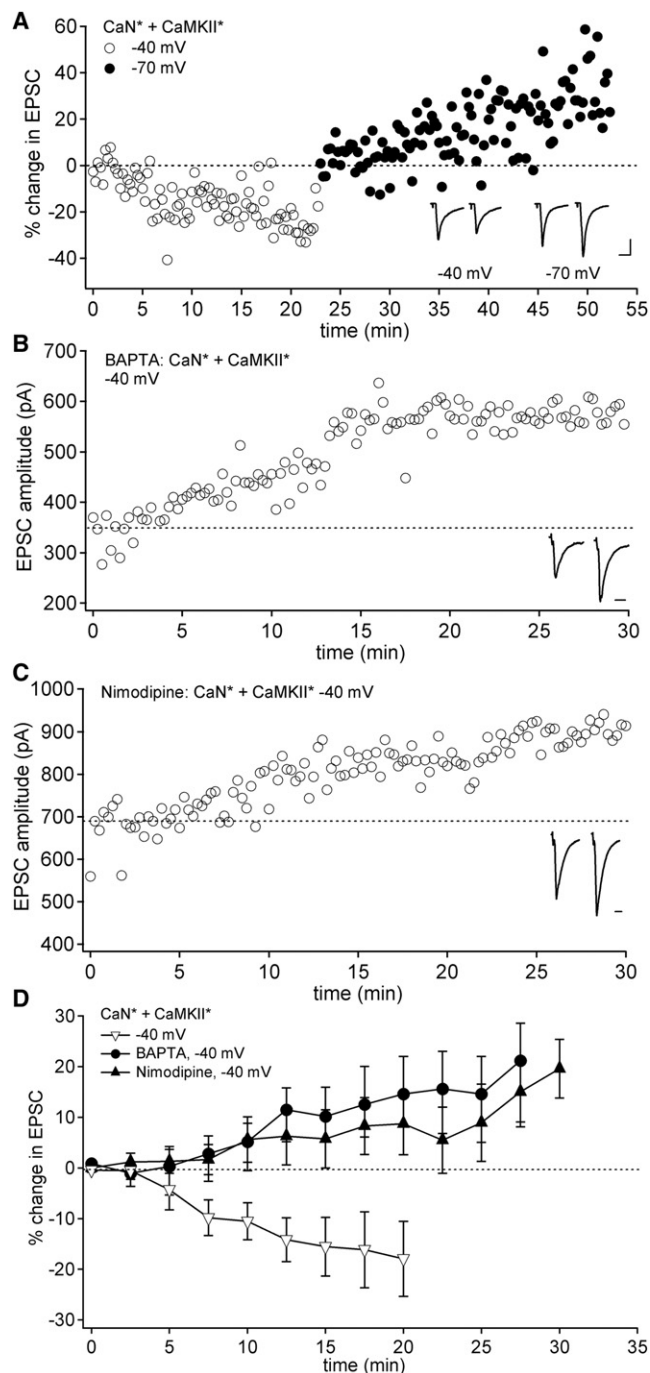 A
CaN* + CaMKII*
-40 mV
-70 mV
% change in EPSC
60
40
20
0
-20
-40
-40 mV
-70 mV
0 5 10 15 20 25 30 35 40 45 50 55
time (min)
B
BAPTA: CaN* + CaMKII*
-40 mV
EPSC amplitude (pA)
700
600
500
400
300
200
0 5 10 15 20 25 30
time (min)
C
Nimodipine: CaN* + CaMKII* -40 mV
EPSC amplitude (pA)
1000
900
800
700
600
500
400
0 5 10 15 20 25 30
time (min)
D
CaN* + CaMKII*
-40 mV
BAPTA, -40 mV
Nimodipine, -40 mV
% change in EPSC
30
20
10
0
-10
-20
-30
0 5 10 15 20 25 30 35
time (min)